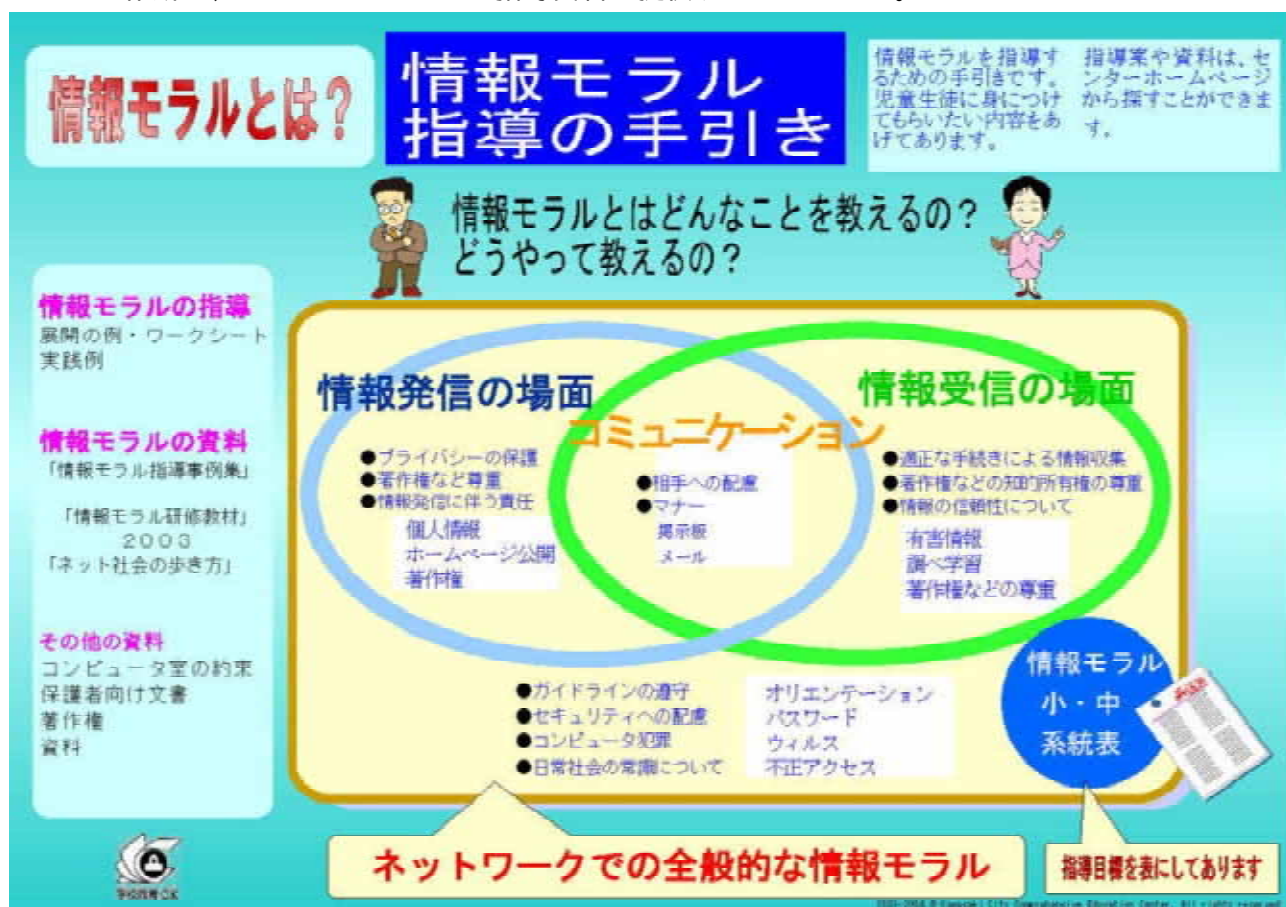 情報モラルとは?
情報モラル
指導の手引き
情報モラルを指導す
るための手引きです。
児童生徒に身につけ
てもらいたい内容をあ
げてあります。
指導案や資料は、セ
ンターホームページ
から探すことができま
す。
情報モラルとはどんなことを教えるの?
どうやって教えるの?
情報モラルの指導
展開の例・ワークシート
実践例
情報モラルの資料
「情報モラル指導事例集」
「情報モラル研修教材」
2003
「ネット社会の歩き方」
その他の資料
コンピュータ室の約束
保護者向け文書
著作権
資料
情報発信の場面
●プライバシーの保護
●著作権など尊重
●情報発信に伴う責任
個人情報
ホームページ公開
著作権
コミュニケーション
●相手への配慮
●マナー
掲示板
メール
情報受信の場面
●適正な手続きによる情報収集
●著作権などの知的所有権の尊重
●情報の信頼性について
有害情報
調べ学習
著作権などの尊重
●ガイドラインの遵守
●セキュリティへの配慮
●コンピュータ犯罪
●日常社会の常識について
オリエンテーション
パスワード
ウィルス
不正アクセス
情報モラル
小・中
系統表
ネットワークでの全般的な情報モラル
指導目標を表にしてあります